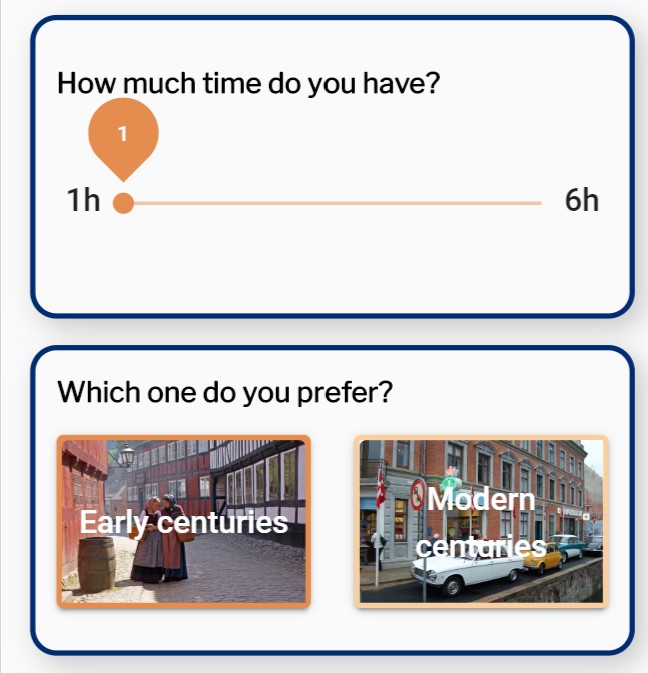 How much time do you have?
1
1h
6h
Which one do you prefer?
Early centuries
Modern
centuries